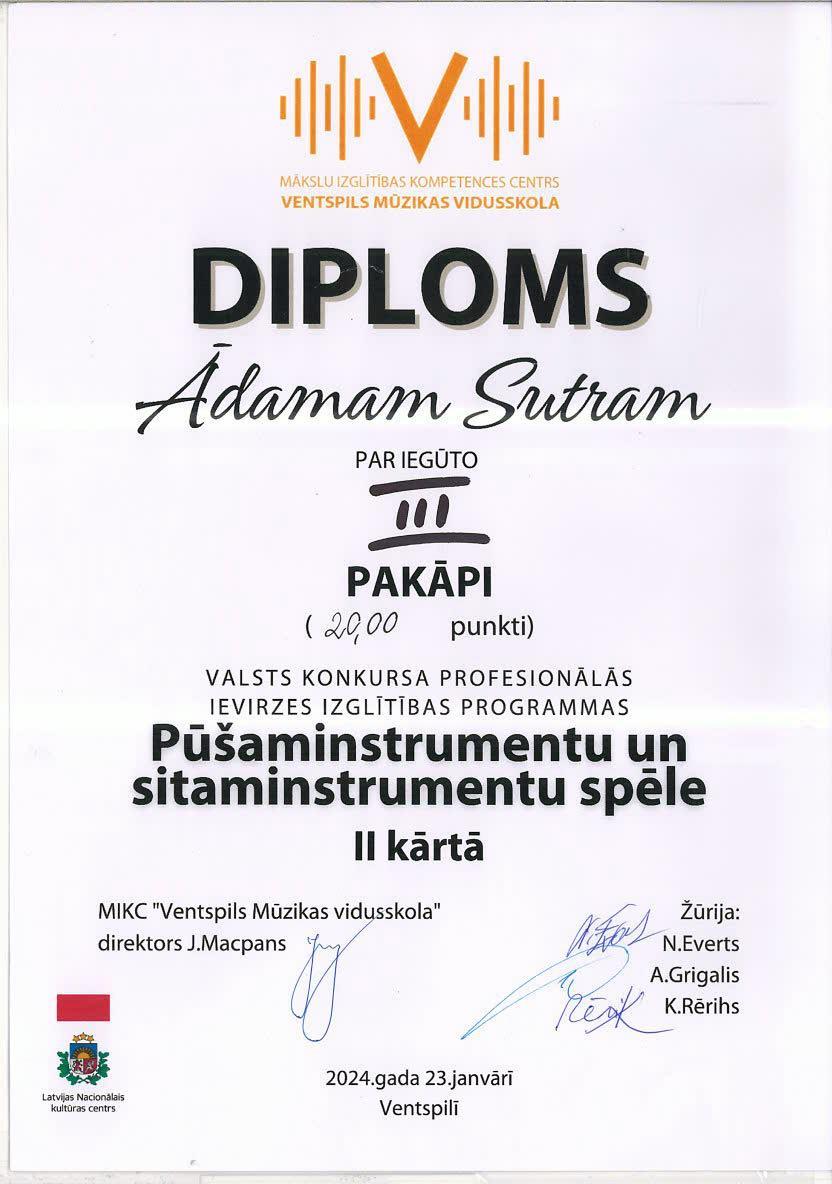 MĀKSLU IZGLĪTĪBAS KOMPETENCES CENTRS
VENTSPILS MŪZIKAS VIDUSSKOLA
DIPLOMS
Ādamam Sutram
PAR IEGŪTO
III
PAKĀPI
( 20,00 punkti)
VALSTS KONKURSA PROFESIONĀLĀS
IEVIRZES IZGLĪTĪBAS PROGRAMMAS
Pūšaminstrumentu un
sitaminstrumentu spēle
II kārtā
MIKC "Ventspils Mūzikas vidusskola"
direktors J.Macpans
Žūrija:
N.Everts
A.Grigalis
K.Rērihs
Latvijas Nacionālais
kultūras centrs
2024.gada 23.janvārī
Ventspilī